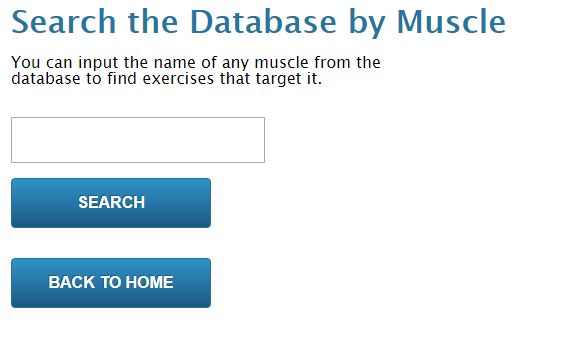 Search the Database by Muscle
You can input the name of any muscle from the
database to find exercises that target it.
SEARCH
BACK TO HOME